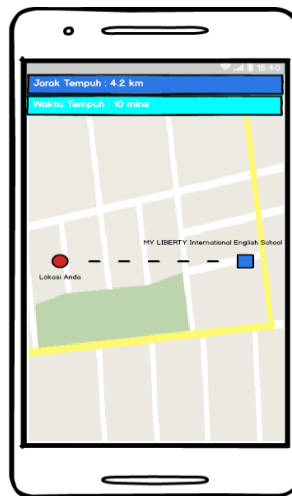 15:40
Jarak Tempuh : 4.2 km
Waktu Tempuh : 10 mins
MY LIBERTY International English School
Lokasi Anda